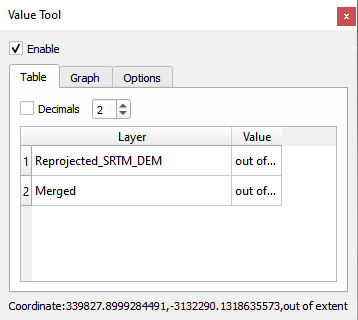 Value Tool
x
Enable
Table Graph Options
Decimals 2
Layer Value
1 Reprojected_SRTM_DEM out of...
2 Merged out of...
Coordinate:339827.8999284491,-3132290.1318635573,out of extent